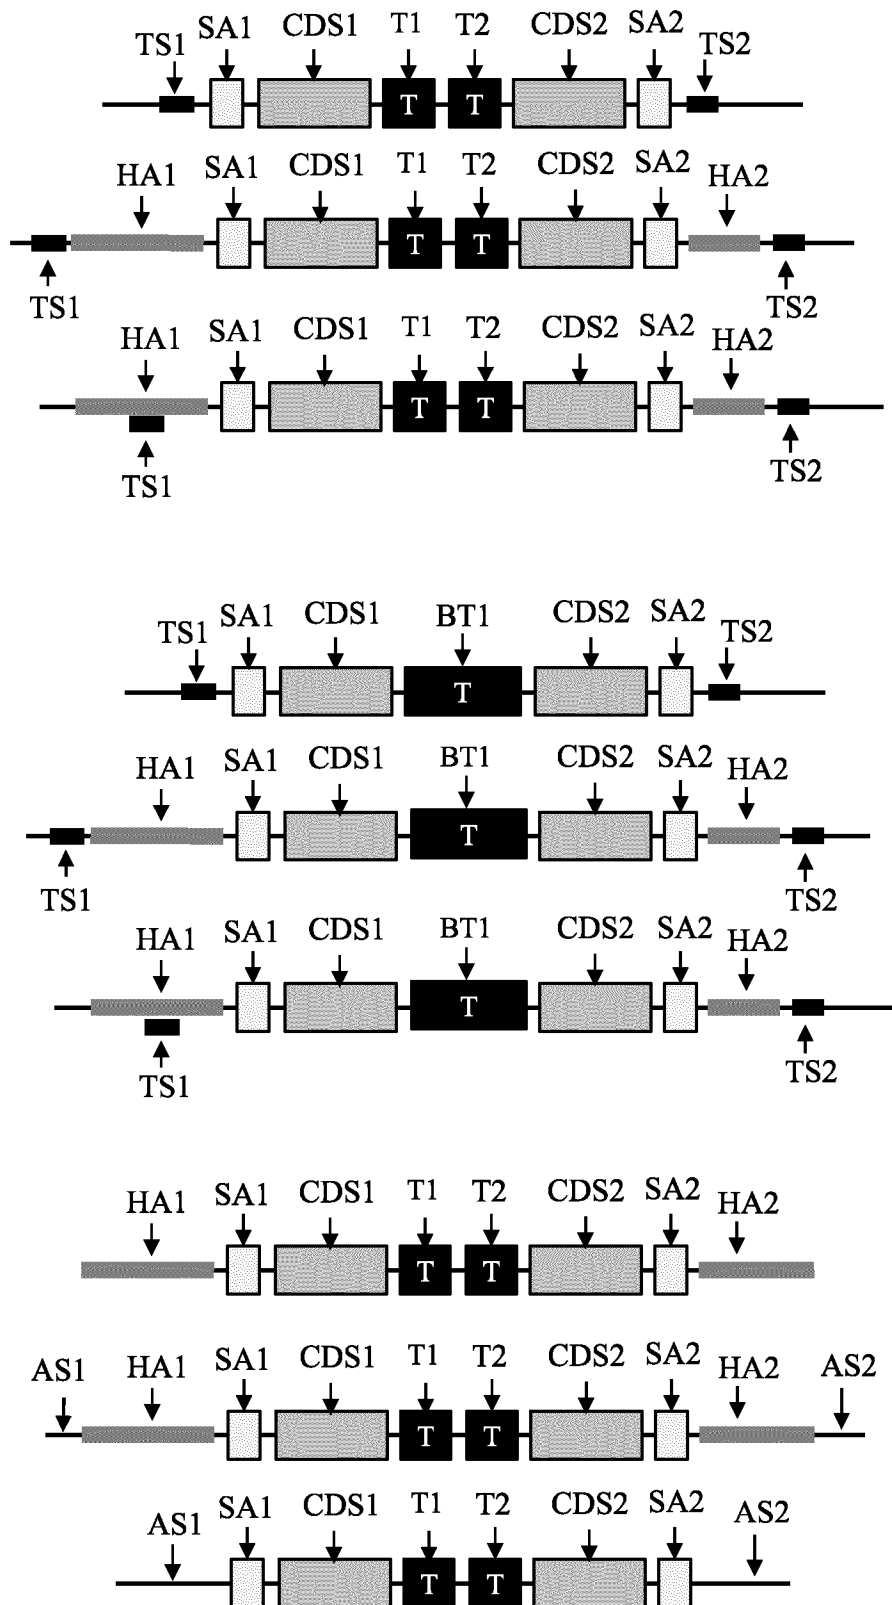 TS1 SA1 CDS1 T1 T2 CDS2 SA2 TS2
T T
HA1 SA1 CDS1 T1 T2 CDS2 SA2 HA2
T T
TS1 TS2
HA1 SA1 CDS1 T1 T2 CDS2 SA2 HA2
T T
TS1 TS2
TS1 SA1 CDS1 BT1 CDS2 SA2 TS2
T
HA1 SA1 CDS1 BT1 CDS2 SA2 HA2
T
TS1 TS2
HA1 SA1 CDS1 BT1 CDS2 SA2 HA2
T
TS1 TS2
HA1 SA1 CDS1 T1 T2 CDS2 SA2 HA2
T T
AS1 HA1 SA1 CDS1 T1 T2 CDS2 SA2 HA2 AS2
T T
AS1 SA1 CDS1 T1 T2 CDS2 SA2 AS2
T T